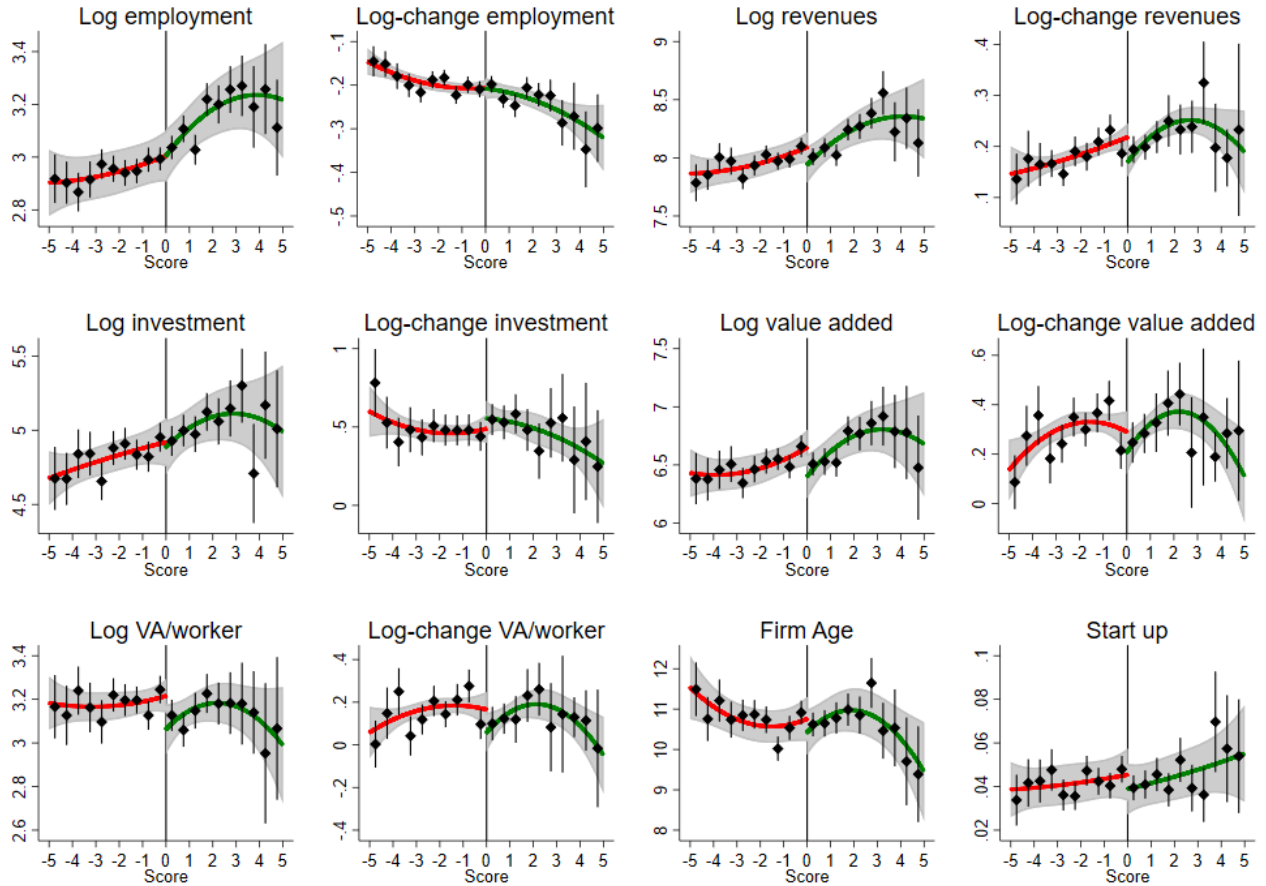 Log employment
3.4
3.2
3
2.8
-5 -4 -3 -2 -1 0 1 2 3 4 5
Score
Log-change employment
-.1
-.2
-.3
-.4
-.5
-5 -4 -3 -2 -1 0 1 2 3 4 5
Score
Log revenues
9
8.5
8
7.5
-5 -4 -3 -2 -1 0 1 2 3 4 5
Score
Log-change revenues
.4
.3
.2
.1
-5 -4 -3 -2 -1 0 1 2 3 4 5
Score
Log investment
5.5
5
4.5
-5 -4 -3 -2 -1 0 1 2 3 4 5
Score
Log-change investment
1
.5
0
-5 -4 -3 -2 -1 0 1 2 3 4 5
Score
Log value added
7.5
7
6.5
6
-5 -4 -3 -2 -1 0 1 2 3 4 5
Score
Log-change value added
.6
.4
.2
0
-5 -4 -3 -2 -1 0 1 2 3 4 5
Score
Log VA/worker
3.4
3.2
3
2.8
2.6
-5 -4 -3 -2 -1 0 1 2 3 4 5
Score
Log-change VA/worker
.4
.2
0
-.2
-.4
-5 -4 -3 -2 -1 0 1 2 3 4 5
Score
Firm Age
12
11
10
9
8
-5 -4 -3 -2 -1 0 1 2 3 4 5
Score
Start up
.1
.08
.06
.04
.02
-5 -4 -3 -2 -1 0 1 2 3 4 5
Score